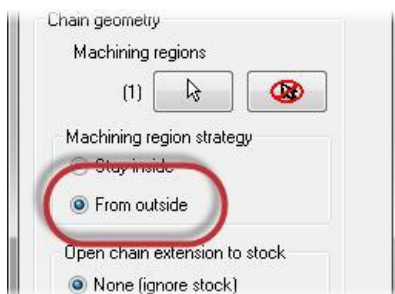 Chain geometry
Machining regions
(1)
Machining region strategy
Stay inside
From outside
Open chain extension to stock
None (ignore stock)